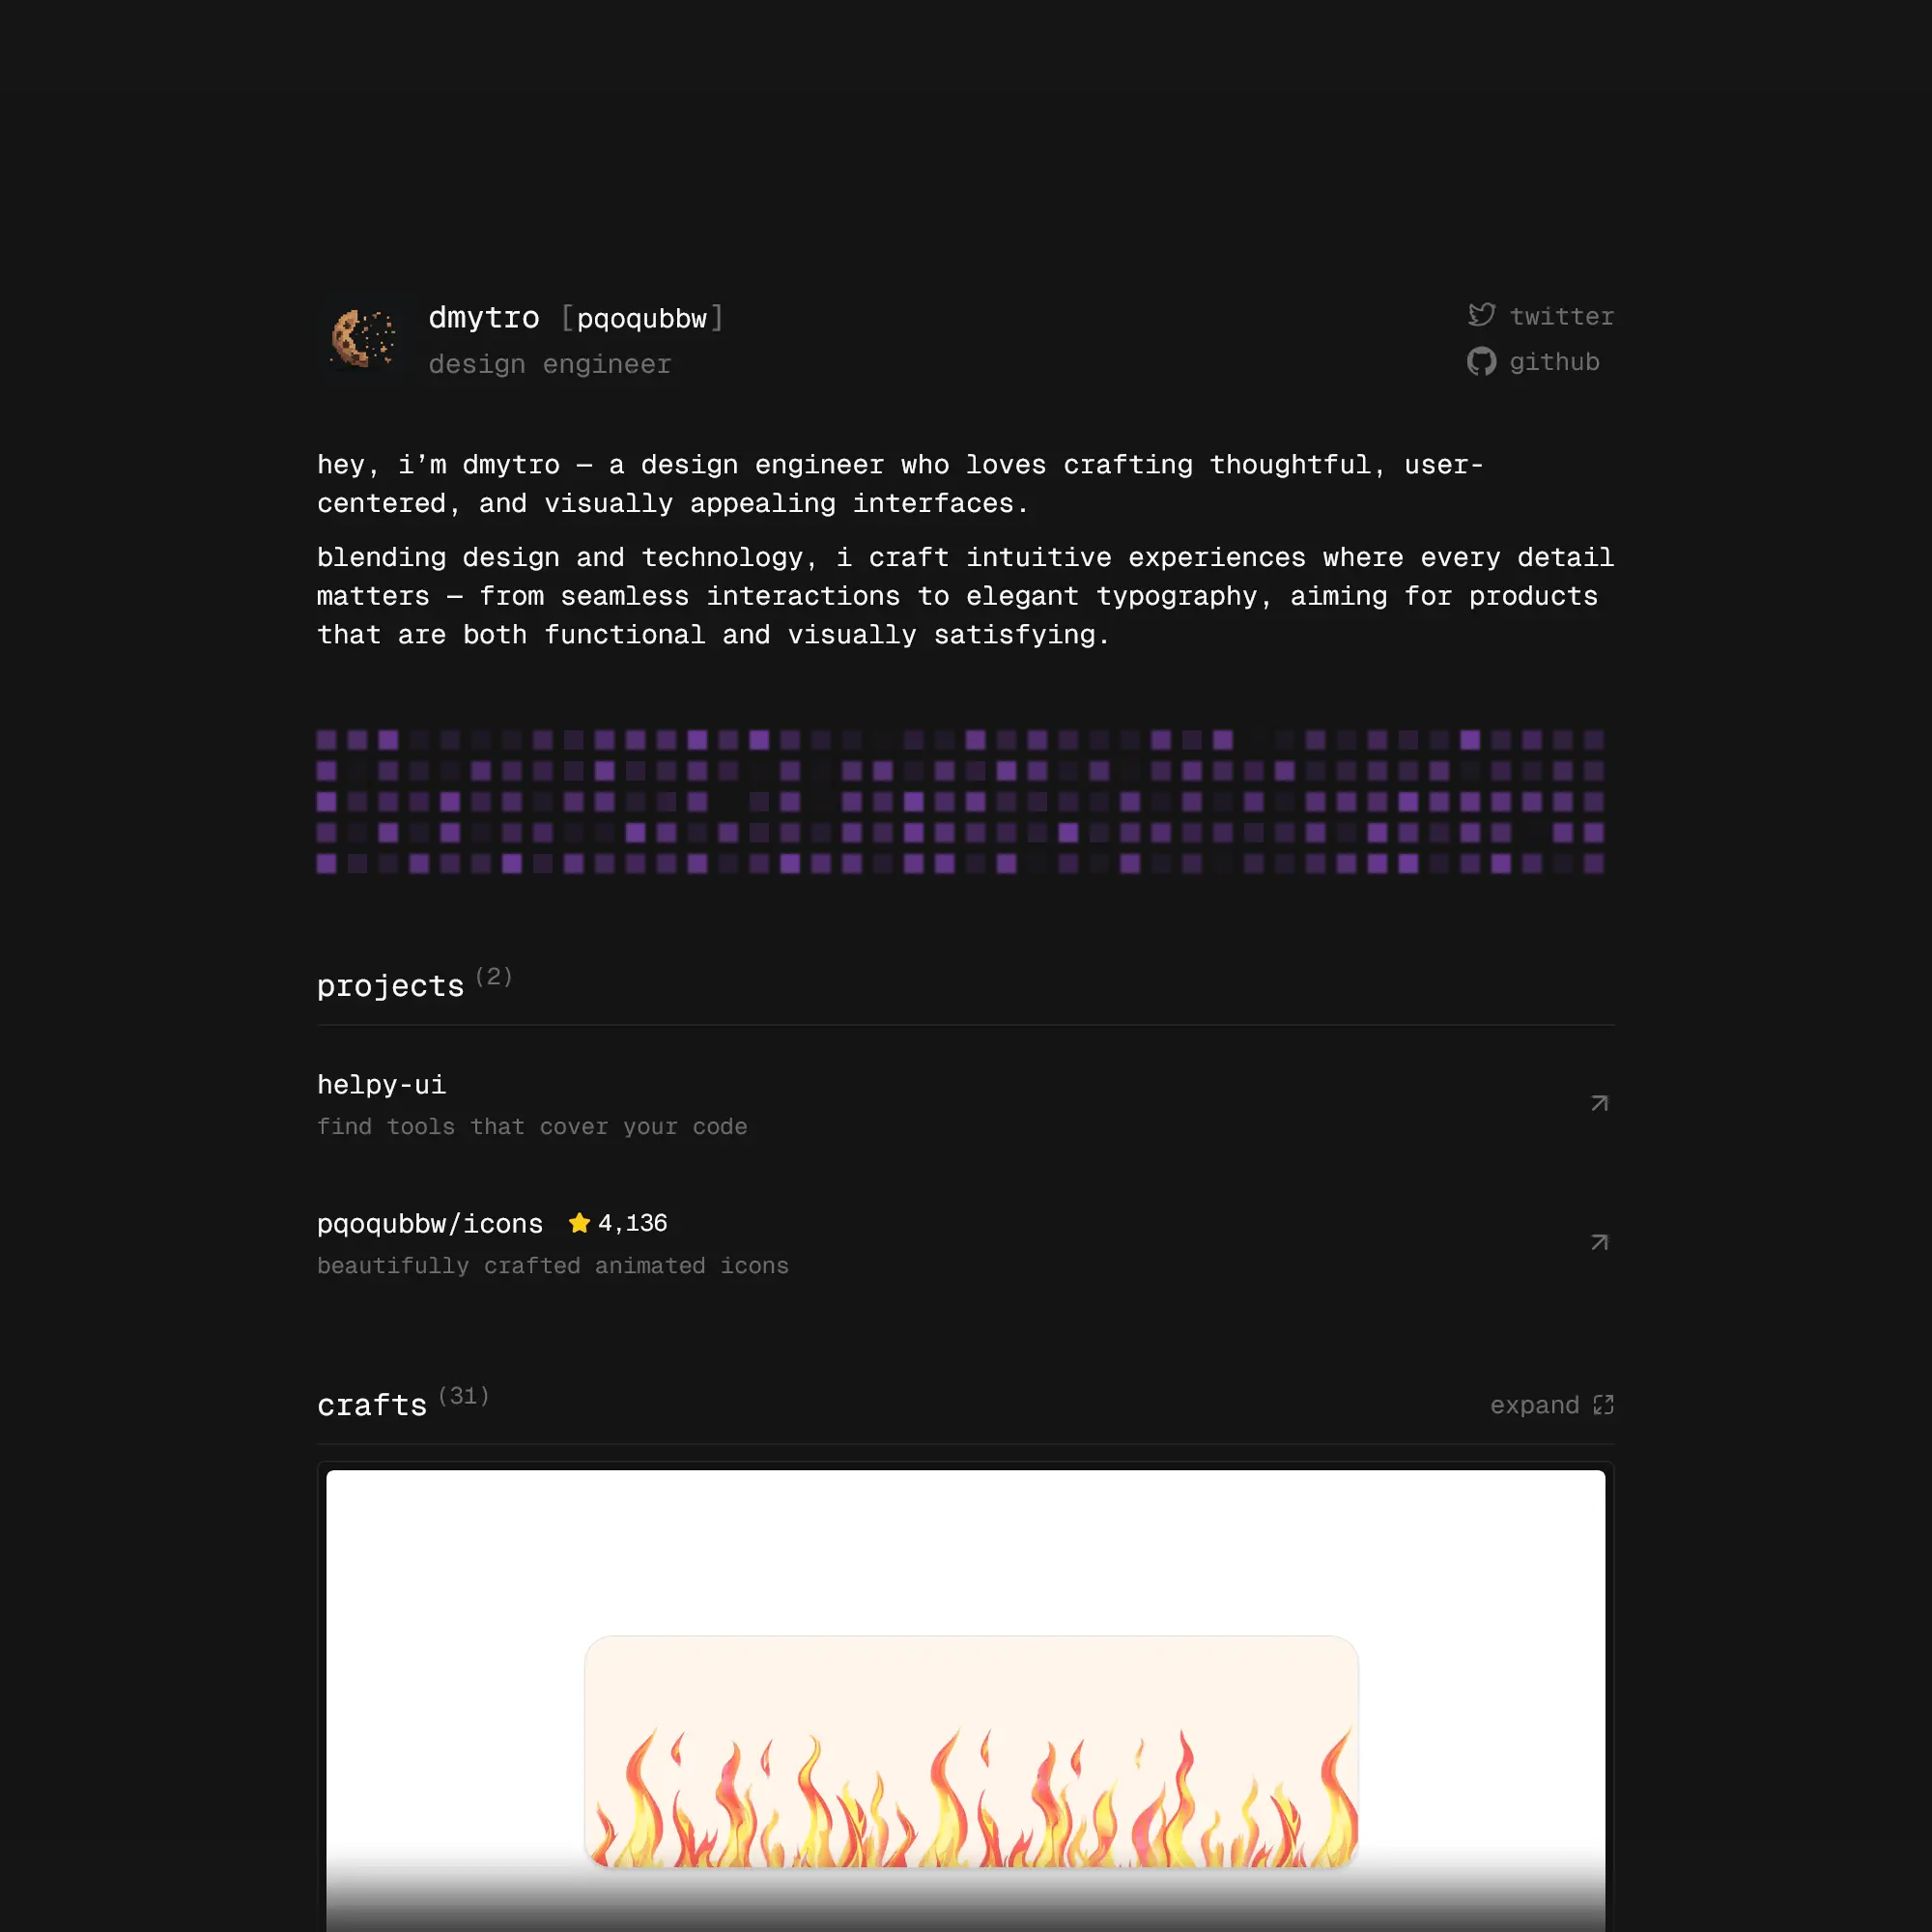 dmytro [pqoqubbw]
design engineer
twitter
github
hey, i’m dmytro — a design engineer who loves crafting thoughtful, user-
centered, and visually appealing interfaces.
blending design and technology, i craft intuitive experiences where every detail
matters — from seamless interactions to elegant typography, aiming for products
that are both functional and visually satisfying.
projects (2)
helpy-ui
find tools that cover your code
pqoqubbw/icons 4,136
beautifully crafted animated icons
crafts (31)
expand